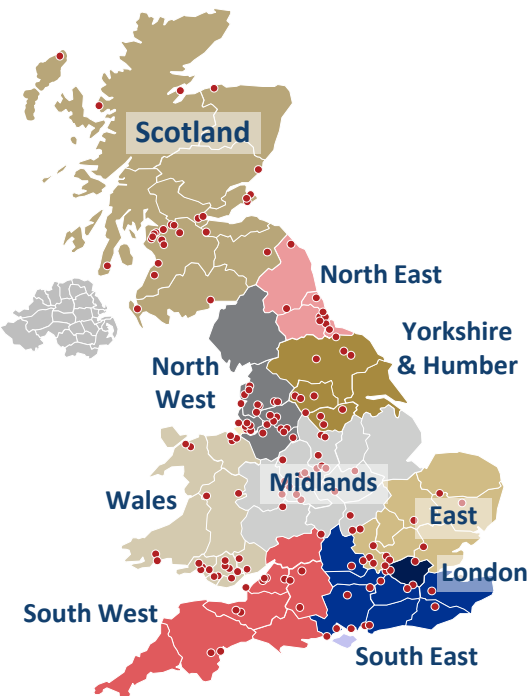 Scotland
North East
Yorkshire
& Humber
North
West
Midlands
Wales
East
London
South West
South East